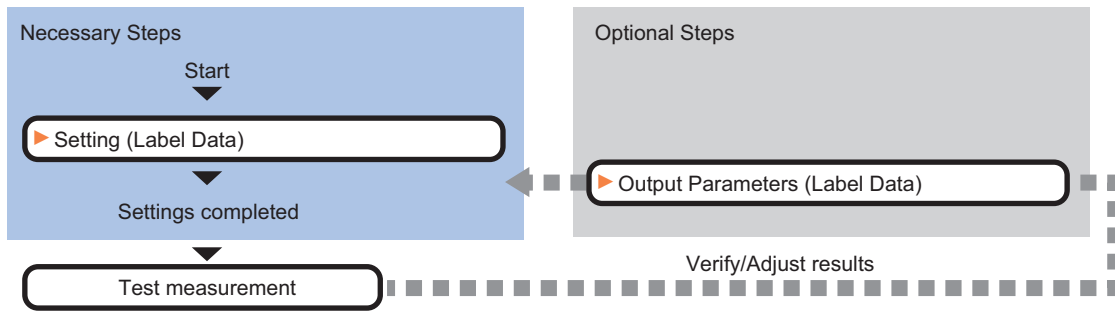 Necessary Steps
Start
Setting (Label Data)
Settings completed
Test measurement
Optional Steps
Output Parameters (Label Data)
Verify/Adjust results